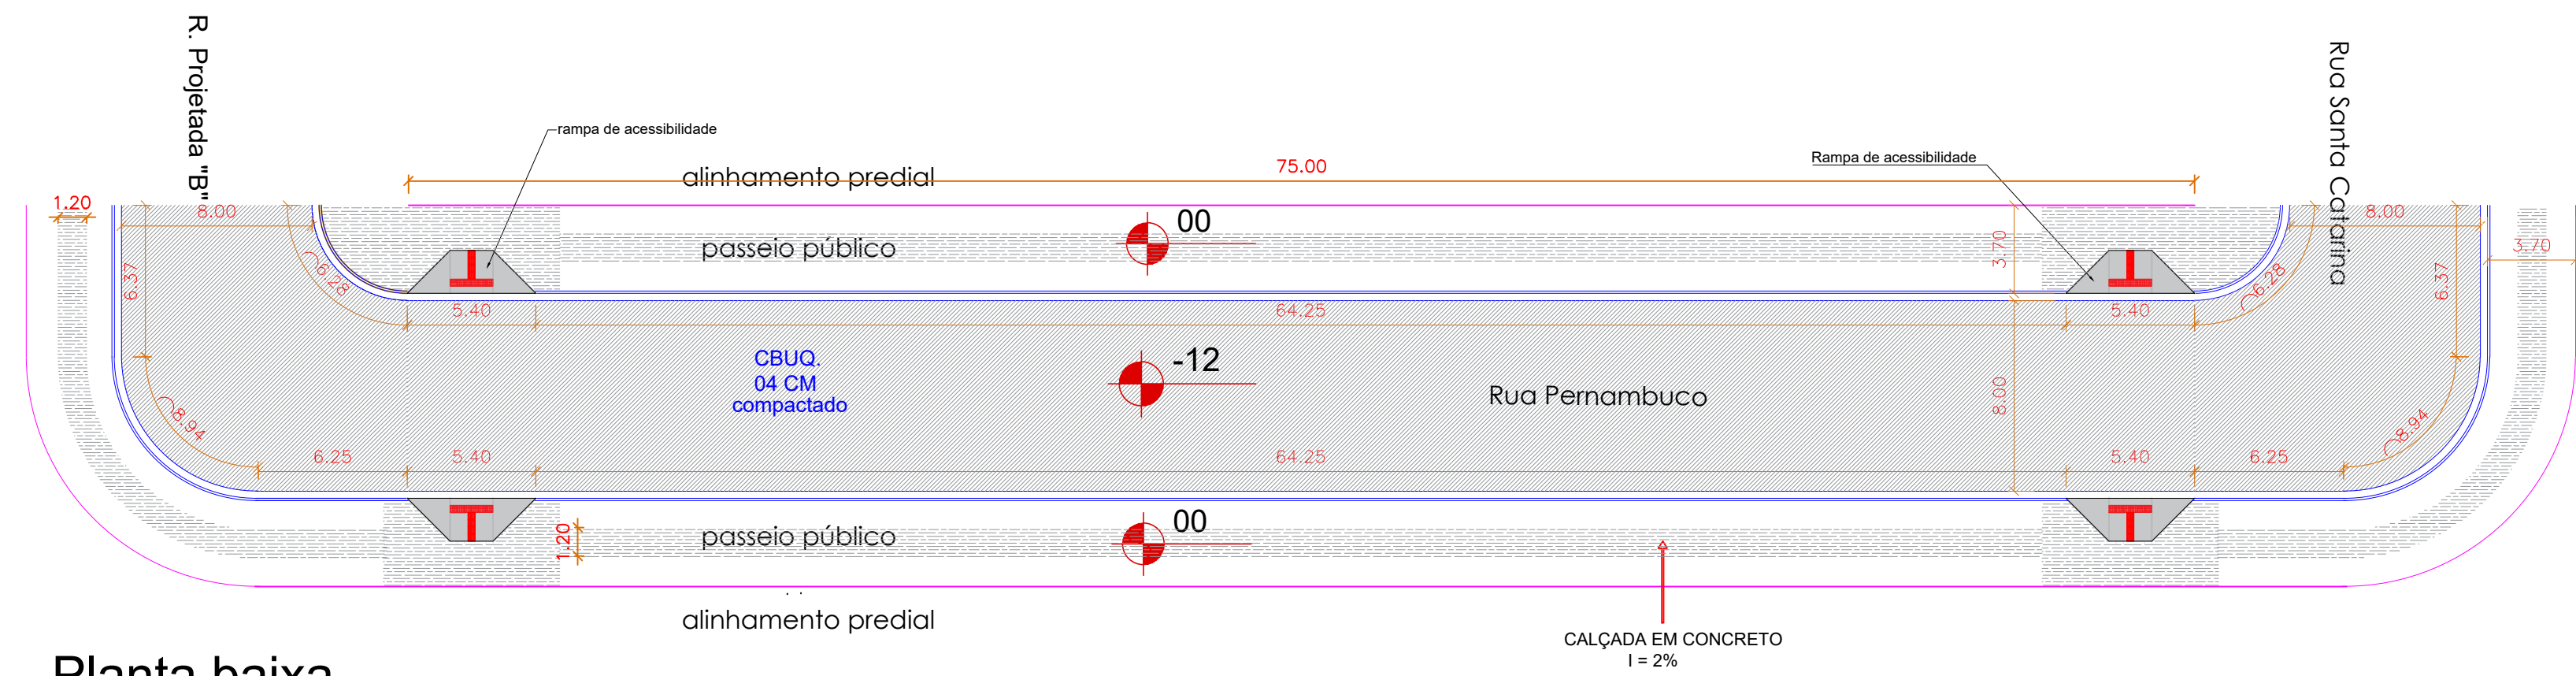 R. Projetada "B"
Rua Santa Catarina
rampa de acessibilidade
Rampa de acessibilidade
75.00
alinhamento predial
1.20
8.00
8.00
00
passeio público
3.70
3.70
6.37
6.28
6.28
6.37
5.40
64.25
5.40
CBUQ.
04 CM
compactado
-12
Rua Pernambuco
8.00
8.94
8.94
6.25
5.40
64.25
5.40
6.25
1.20
passeio público
00
alinhamento predial
CALÇADA EM CONCRETO
I = 2%
Planta baixa